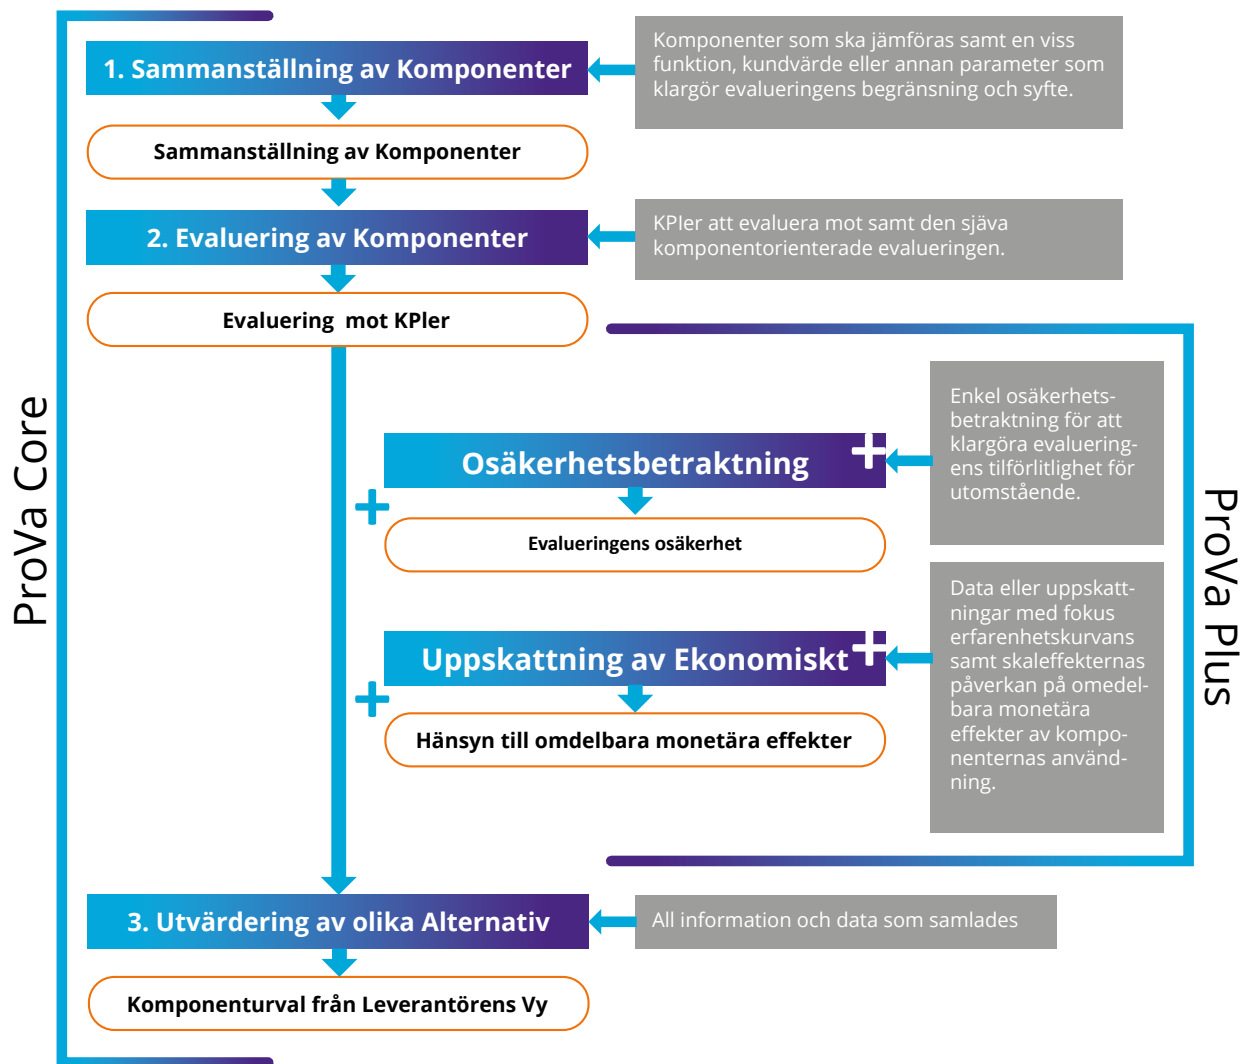 ProVa Core
1. Sammanställning av Komponenter
Komponenter som ska jämföras samt en viss
funktion, kundvärde eller annan parameter som
klargör evalueringens begränsning och syfte.
Sammanställning av Komponenter
2. Evaluering av Komponenter
KPIer att evaluera mot samt den sjäva
komponentorienterade evalueringen.
Evaluering mot KPIer
ProVa Plus
Osäkerhetsbetraktning
Enkel osäkerhets-
betraktning för att
klargöra evaluering-
ens tilförlitlighet för
utomstående.
Evalueringens osäkerhet
Uppskattning av Ekonomiskt
Data eller uppskatt-
ningar med fokus
erfarenhetskurvans
samt skaleffekternas
påverkan på omedel-
bara monetära
effekter av kompo-
nenternas använd-
ning.
Hänsyn till omdelbara monetära effekter
3. Utvärdering av olika Alternativ
All information och data som samlades
Komponenturval från Leverantörens Vy